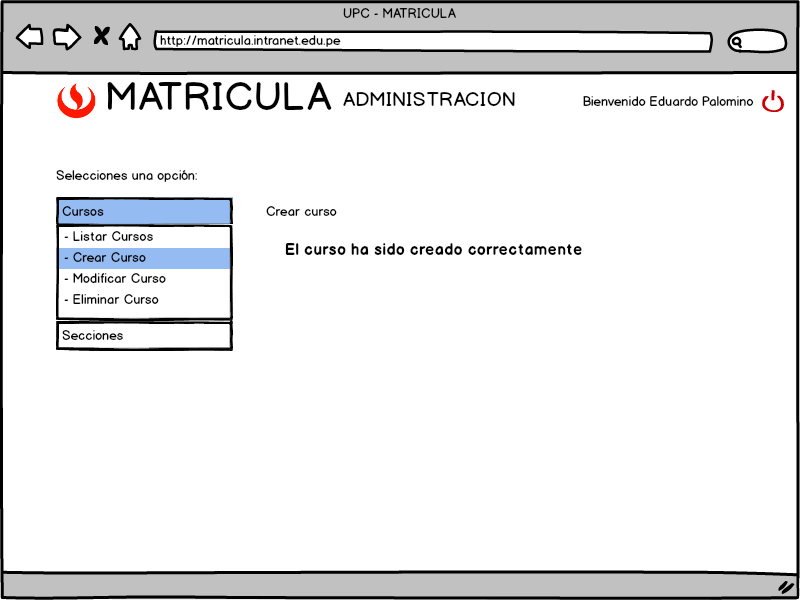 UPC - MATRICULA
http://matricula.intranet.edu.pe
MATRICULA ADMINISTRACION
Bienvenido Eduardo Palomino
Selecciones una opción:
Cursos
- Listar Cursos
- Crear Curso
- Modificar Curso
- Eliminar Curso
Secciones
Crear curso
El curso ha sido creado correctamente